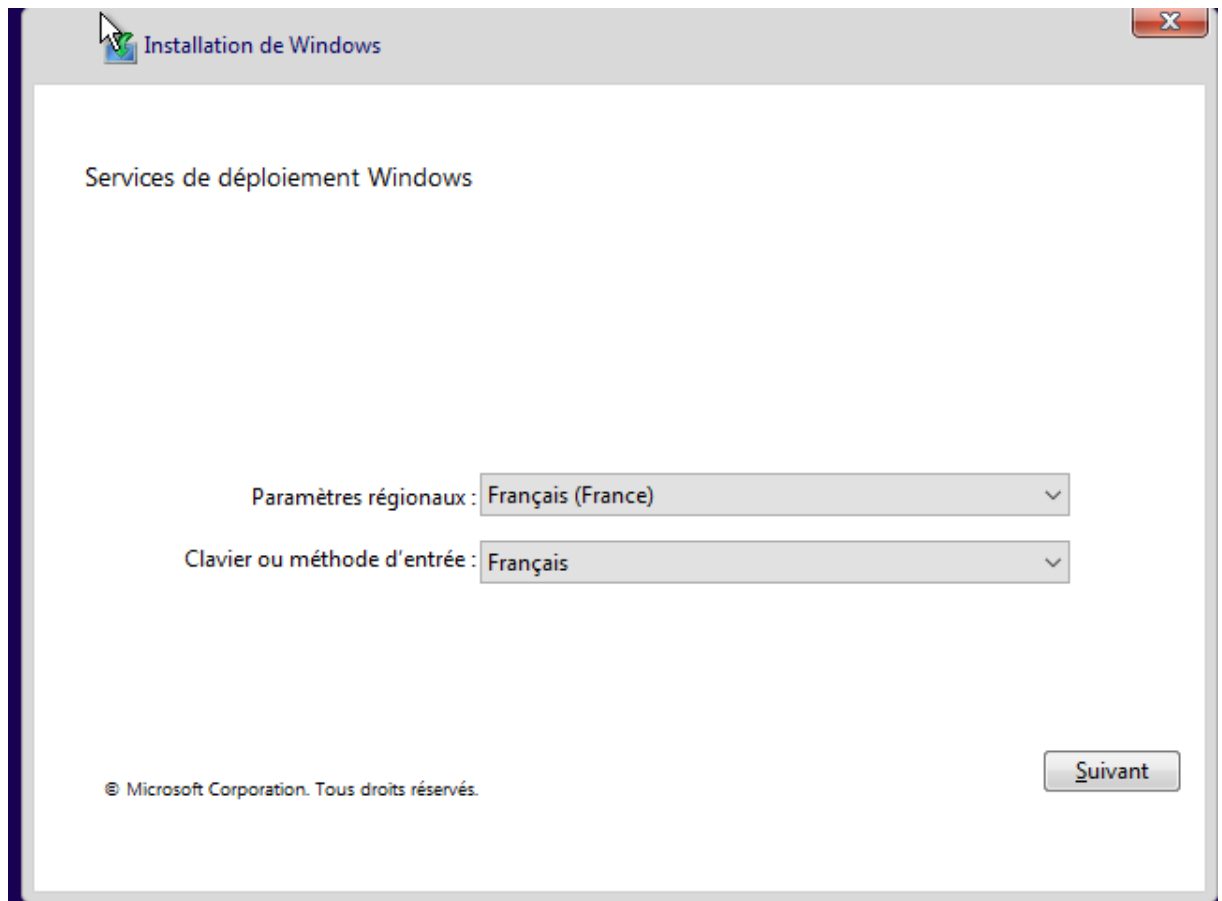 Installation de Windows
Services de déploiement Windows
Paramètres régionaux : Français (France)
Clavier ou méthode d'entrée : Français
Suivant
© Microsoft Corporation. Tous droits réservés.